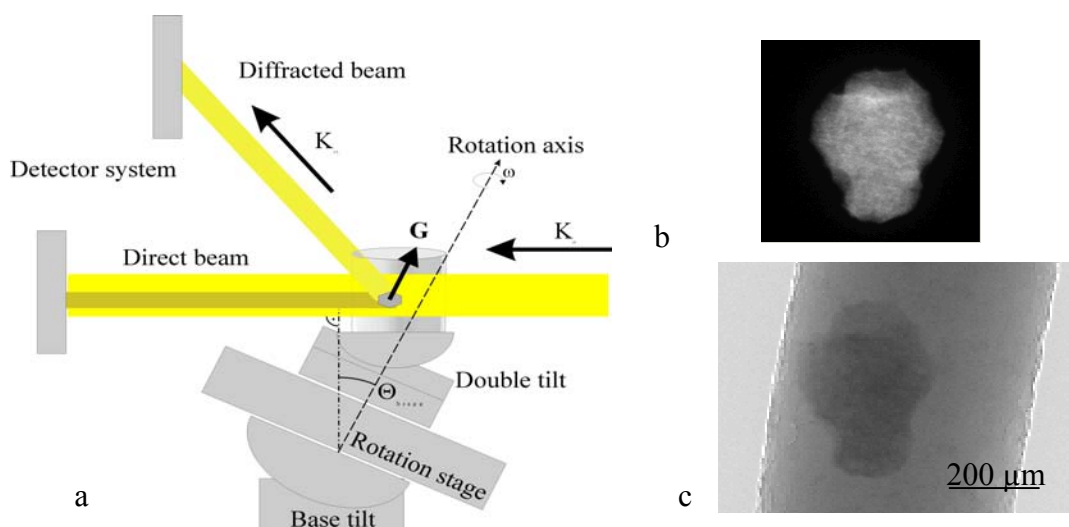 Diffracted beam
K
Detector system
Rotation axis
ω
G
K
Direct beam
Double tilt
Θ
Rotation stage
Base tilt
a
b
c
200 µm